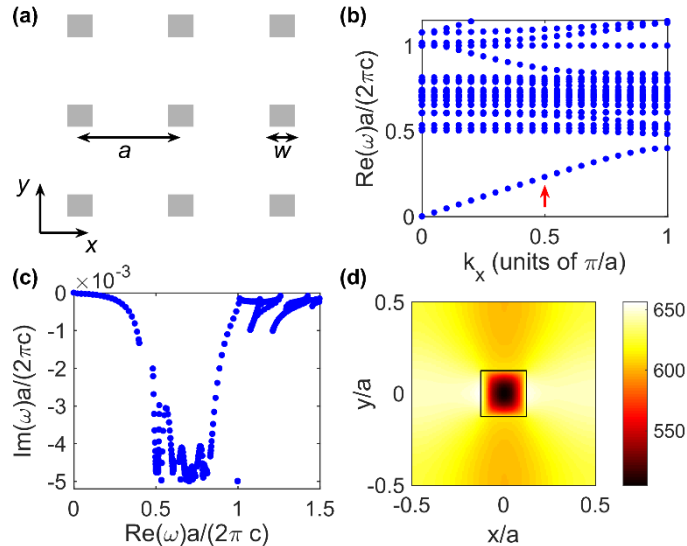 (a)
a
w
y
x
(b)
Re(ω)a/(2πc)
1
0.5
0
0
0.5
1
k_x (units of π/a)
(c)
×10⁻³
0
-1
-2
-3
-4
-5
Im(ω)a/(2πc)
0
0.5
1
1.5
Re(ω)a/(2π c)
(d)
0.5
0
-0.5
y/a
-0.5
0
0.5
x/a
650
600
550